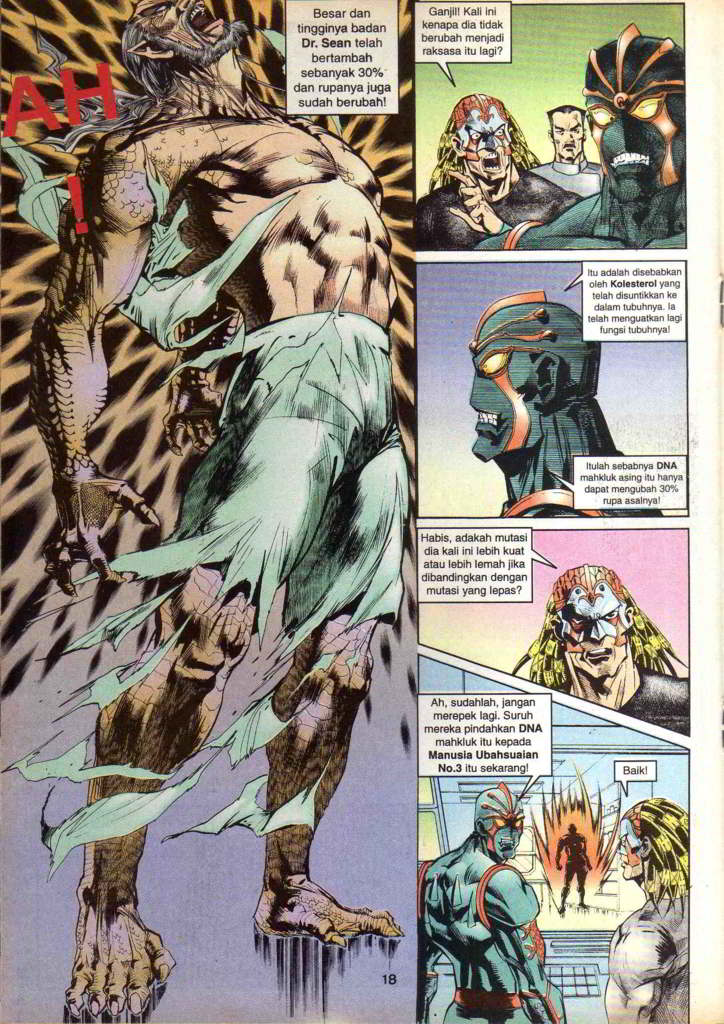 AH
!
Besar dan
tingginya badan
Dr. Sean telah
bertambah
sebanyak 30%
dan rupanya juga
sudah berubah!
Ganjil! Kali ini
kenapa dia tidak
berubah menjadi
raksasa itu lagi?
Itu adalah disebabkan
oleh Kolesterol yang
telah disuntikkan ke
dalam tubuhnya. Ia
telah menguatkan lagi
fungsi tubuhnya!
Itulah sebabnya DNA
mahkluk asing itu hanya
dapat mengubah 30%
rupa asalnya!
Habis, adakah mutasi
dia kali ini lebih kuat
atau lebih lemah jika
dibandingkan dengan
mutasi yang lepas?
Ah, sudahlah, jangan
merepek lagi. Suruh
mereka pindahkan DNA
mahkluk itu kepada
Manusia Ubahsuaian
No.3 itu sekarang!
Baik!
18